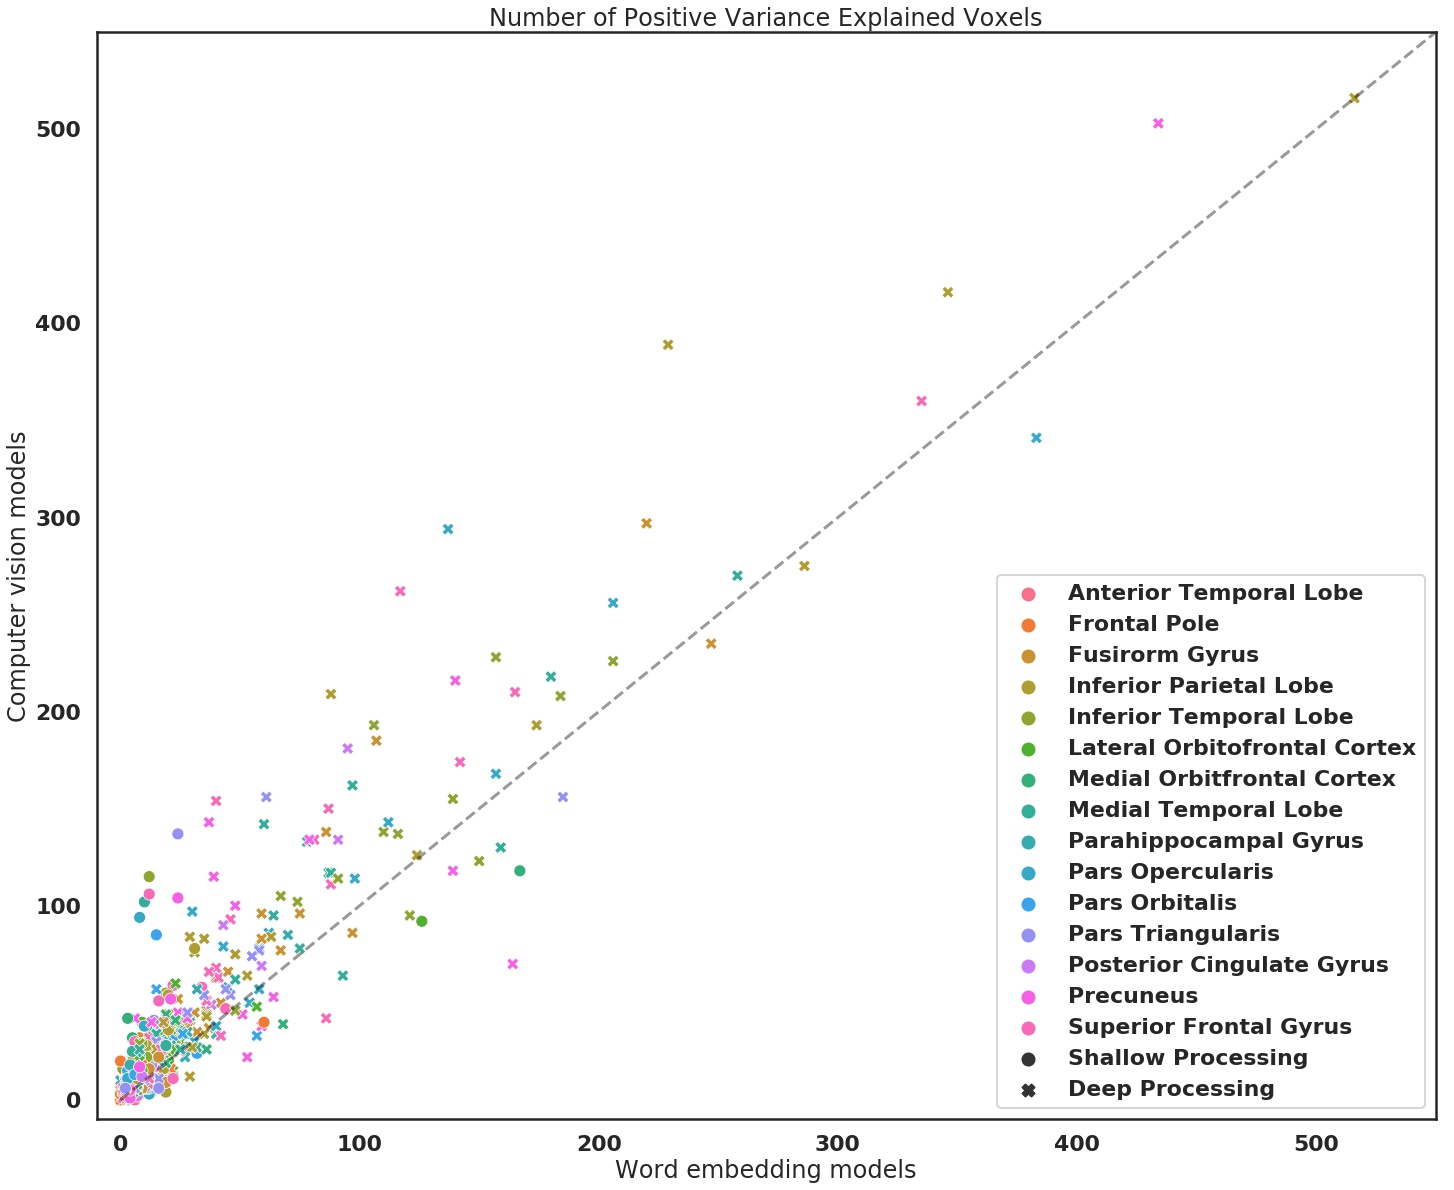 Number of Positive Variance Explained Voxels
Computer vision models
500
400
300
200
100
0
0 100 200 300 400 500
Word embedding models
Anterior Temporal Lobe
Frontal Pole
Fusirorm Gyrus
Inferior Parietal Lobe
Inferior Temporal Lobe
Lateral Orbitofrontal Cortex
Medial Orbitfrontal Cortex
Medial Temporal Lobe
Parahippocampal Gyrus
Pars Opercularis
Pars Orbitalis
Pars Triangularis
Posterior Cingulate Gyrus
Precuneus
Superior Frontal Gyrus
Shallow Processing
Deep Processing